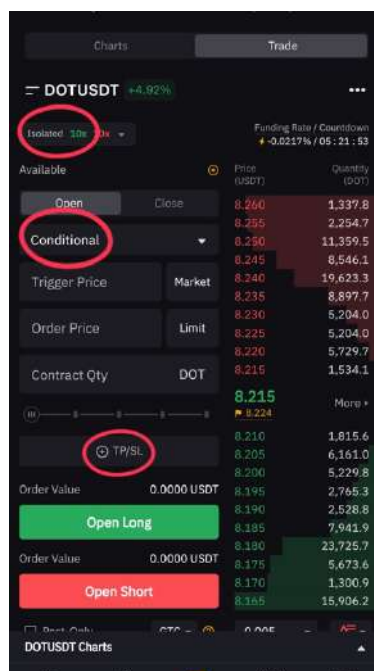 Charts Trade
DOTUSDT +4.92%
Isolated 10x 10x Funding Rate / Countdown
-0.0217% / 05 : 21 : 53
Available Price Quantity
(USDT) (DOT)
Open Close 8.260 1,337.8
8.255 2,254.7
Conditional 8.250 11,359.5
8.245 8,546.1
Trigger Price Market 8.240 19,623.3
8.235 8,897.7
Order Price Limit 8.230 5,204.0
8.225 5,204.0
8.220 5,729.7
Contract Qty DOT 8.215 1,534.1
8.215 More
8.224
TP/SL 8.210 1,815.6
8.205 6,161.0
8.200 5,229.8
Order Value 0.0000 USDT 8.195 2,765.3
8.190 2,528.8
Open Long 8.185 7,941.9
8.180 23,725.7
Order Value 0.0000 USDT 8.175 5,673.6
8.170 1,300.9
Open Short 8.165 15,906.2
Post-Only GTC 0.005
DOTUSDT Charts